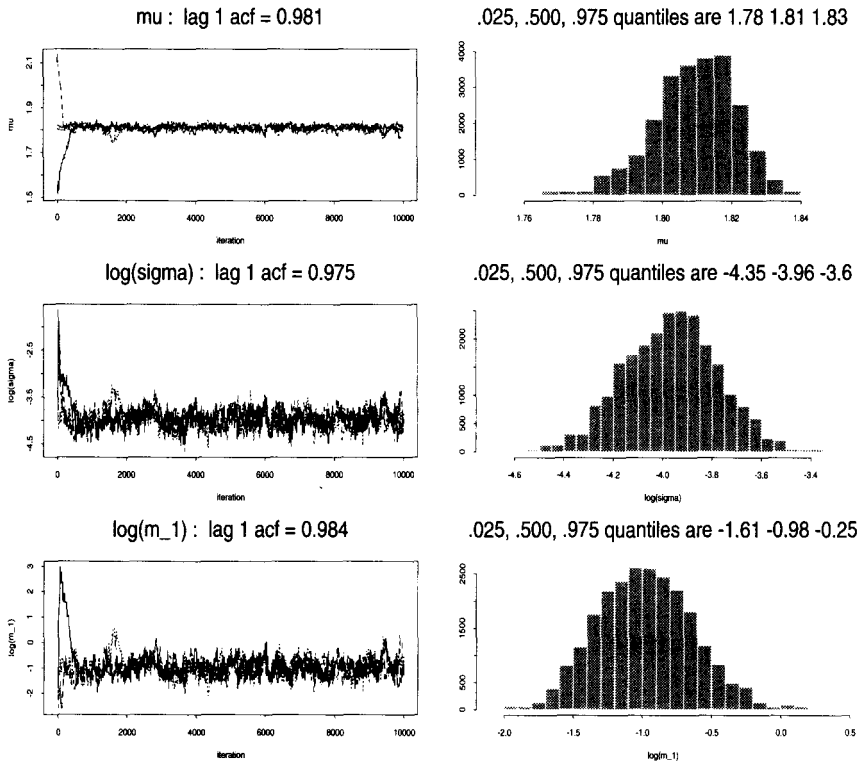 mu : lag 1 acf = 0.981
.025, .500, .975 quantiles are 1.78 1.81 1.83
mu
2.1
1.9
1.7
1.5
0 2000 4000 6000 8000 10000
iteration
4000
3000
2000
1000
0
1.76 1.78 1.80 1.82 1.84
mu
log(sigma) : lag 1 acf = 0.975
.025, .500, .975 quantiles are -4.35 -3.96 -3.6
log(sigma)
-2.5
-3.5
-4.5
0 2000 4000 6000 8000 10000
iteration
2000
1500
1000
500
0
-4.6 -4.4 -4.2 -4.0 -3.8 -3.6 -3.4
log(sigma)
log(m_1) : lag 1 acf = 0.984
.025, .500, .975 quantiles are -1.61 -0.98 -0.25
log(m_1)
3
2
1
0
-1
-2
0 2000 4000 6000 8000 10000
iteration
2500
1500
500
0
-2.0 -1.5 -1.0 -0.5 0.0 0.5
log(m_1)